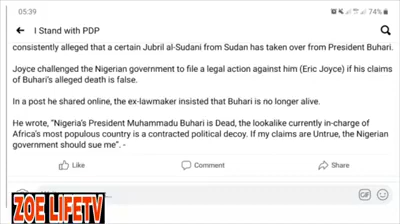 05:39
74%
I Stand with PDP
consistently alleged that a certain Jubril al-Sudani from Sudan has taken over from President Buhari.
Joyce challenged the Nigerian government to file a legal action against him (Eric Joyce) if his claims
of Buhari's alleged death is false.
In a post he shared online, the ex-lawmaker insisted that Buhari is no longer alive.
He wrote, "Nigeria's President Muhammadu Buhari is Dead, the lookalike currently in-charge of
Africa's most populous country is a contracted political decoy. If my claims are Untrue, the Nigerian
government should sue me". -
Like Comment Share
GIF
ZOE LIFETV